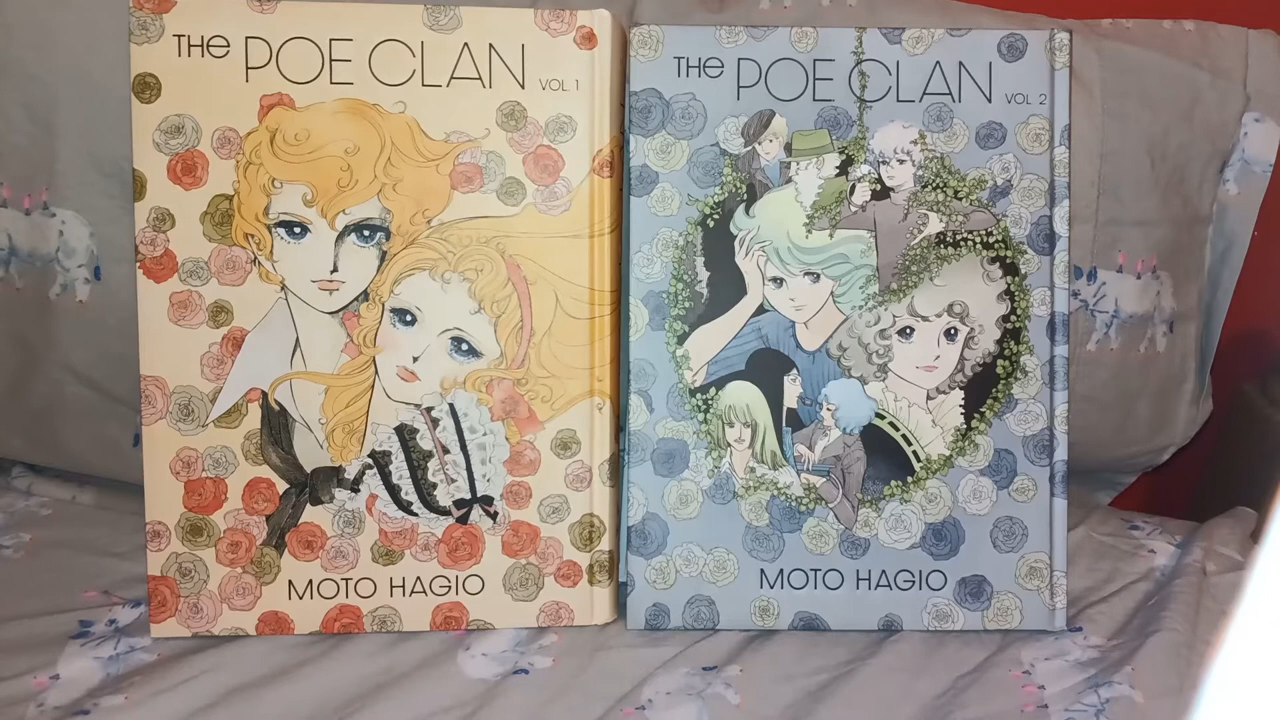 THE POE CLAN VOL. 1
MOTO HAGIO
THE POE CLAN VOL. 2
MOTO HAGIO